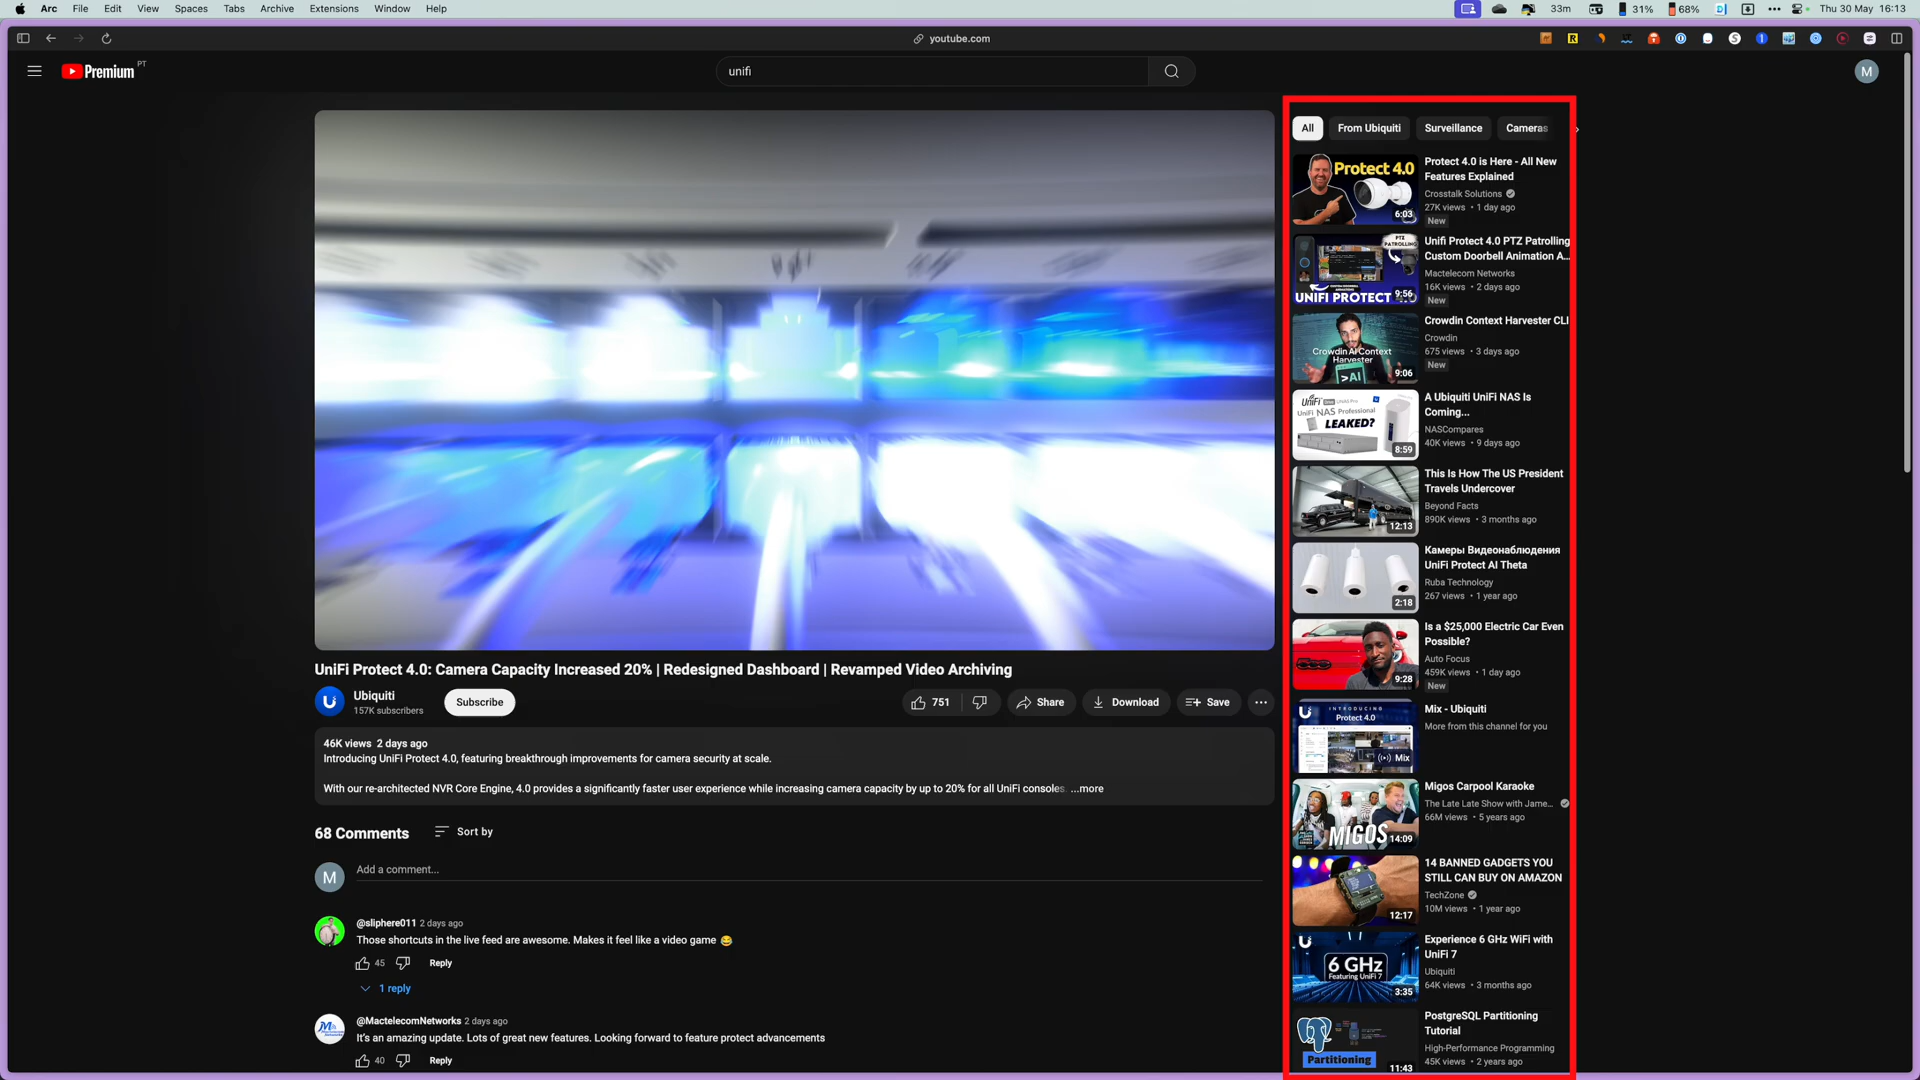 Arc File Edit View Spaces Tabs Archive Extensions Window Help
33m 31% 68% Thu 30 May 16:13
youtube.com
Premium PT
unifi
M
UniFi Protect 4.0: Camera Capacity Increased 20% | Redesigned Dashboard | Revamped Video Archiving
Ubiquiti
157K subscribers
Subscribe
751
Share
Download
Save
46K views 2 days ago
Introducing UniFi Protect 4.0, featuring breakthrough improvements for camera security at scale.
With our re-architected NVR Core Engine, 4.0 provides a significantly faster user experience while increasing camera capacity by up to 20% for all UniFi consoles. ...more
68 Comments
Sort by
M
Add a comment...
@sliphere011 2 days ago
Those shortcuts in the live feed are awesome. Makes it feel like a video game 😂
45
Reply
1 reply
@MactelecomNetworks 2 days ago
It's an amazing update. Lots of great new features. Looking forward to feature protect advancements
40
Reply
All From Ubiquiti Surveillance Cameras
Protect 4.0
6:03
Protect 4.0 is Here - All New
Features Explained
Crosstalk Solutions
27K views • 1 day ago
New
PTZ
PATROLLING
UNIFI PROTECT 4.0
9:56
Unifi Protect 4.0 PTZ Patrolling
Custom Doorbell Animation A...
Mactelecom Networks
16K views • 2 days ago
New
Crowdin AI Context
Harvester
>AI
9:06
Crowdin Context Harvester CLI
Crowdin
675 views • 3 days ago
New
UniFi
UniFi NAS Professional
LEAKED?
8:59
A Ubiquiti UniFi NAS Is
Coming...
NASCompares
40K views • 9 days ago
12:13
This Is How The US President
Travels Undercover
Beyond Facts
890K views • 3 months ago
2:18
Камеры Видеонаблюдения
UniFi Protect AI Theta
Ruba Technology
267 views • 1 year ago
9:28
Is a $25,000 Electric Car Even
Possible?
Auto Focus
459K views • 1 day ago
New
INTRODUCING
Protect 4.0
Mix
Mix - Ubiquiti
More from this channel for you
MIGOS
14:09
Migos Carpool Karaoke
The Late Late Show with Jame...
66M views • 5 years ago
12:17
14 BANNED GADGETS YOU
STILL CAN BUY ON AMAZON
TechZone
10M views • 1 year ago
6 GHz
Featuring UniFi 7
3:35
Experience 6 GHz WiFi with
UniFi 7
Ubiquiti
64K views • 3 months ago
Partitioning
11:43
PostgreSQL Partitioning
Tutorial
High-Performance Programming
45K views • 2 years ago